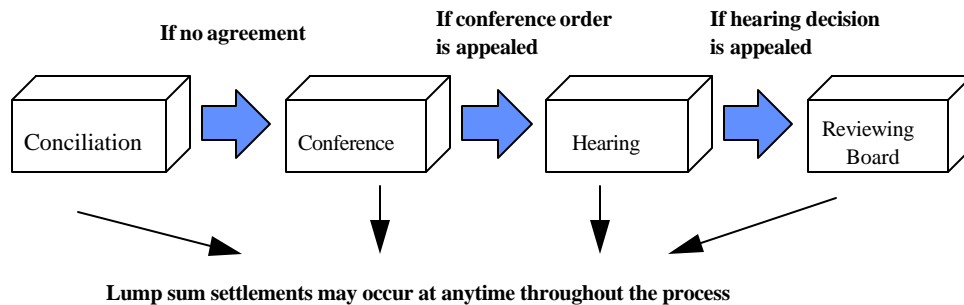 If no agreement
If conference order
is appealed
If hearing decision
is appealed
Conciliation
Conference
Hearing
Reviewing
Board
Lump sum settlements may occur at anytime throughout the process